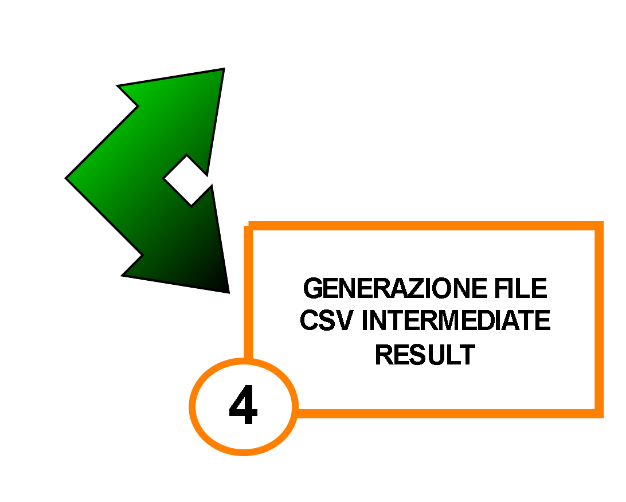 GENERAZIONE FILE
CSV INTERMEDIATE
RESULT
4